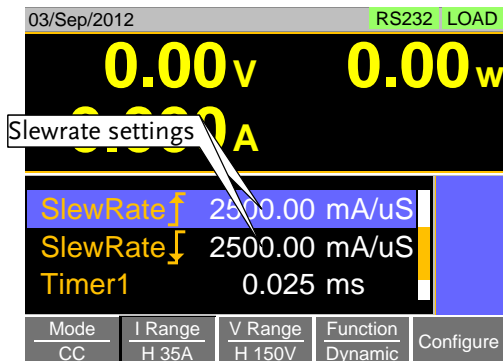 03/Sep/2012 RS232 LOAD
0.00V 0.00W
A
Slewrate settings
SlewRate 2500.00 mA/uS
SlewRate 2500.00 mA/uS
Timer1 0.025 ms
Mode I Range V Range Function Configure
CC H 35A H 150V Dynamic